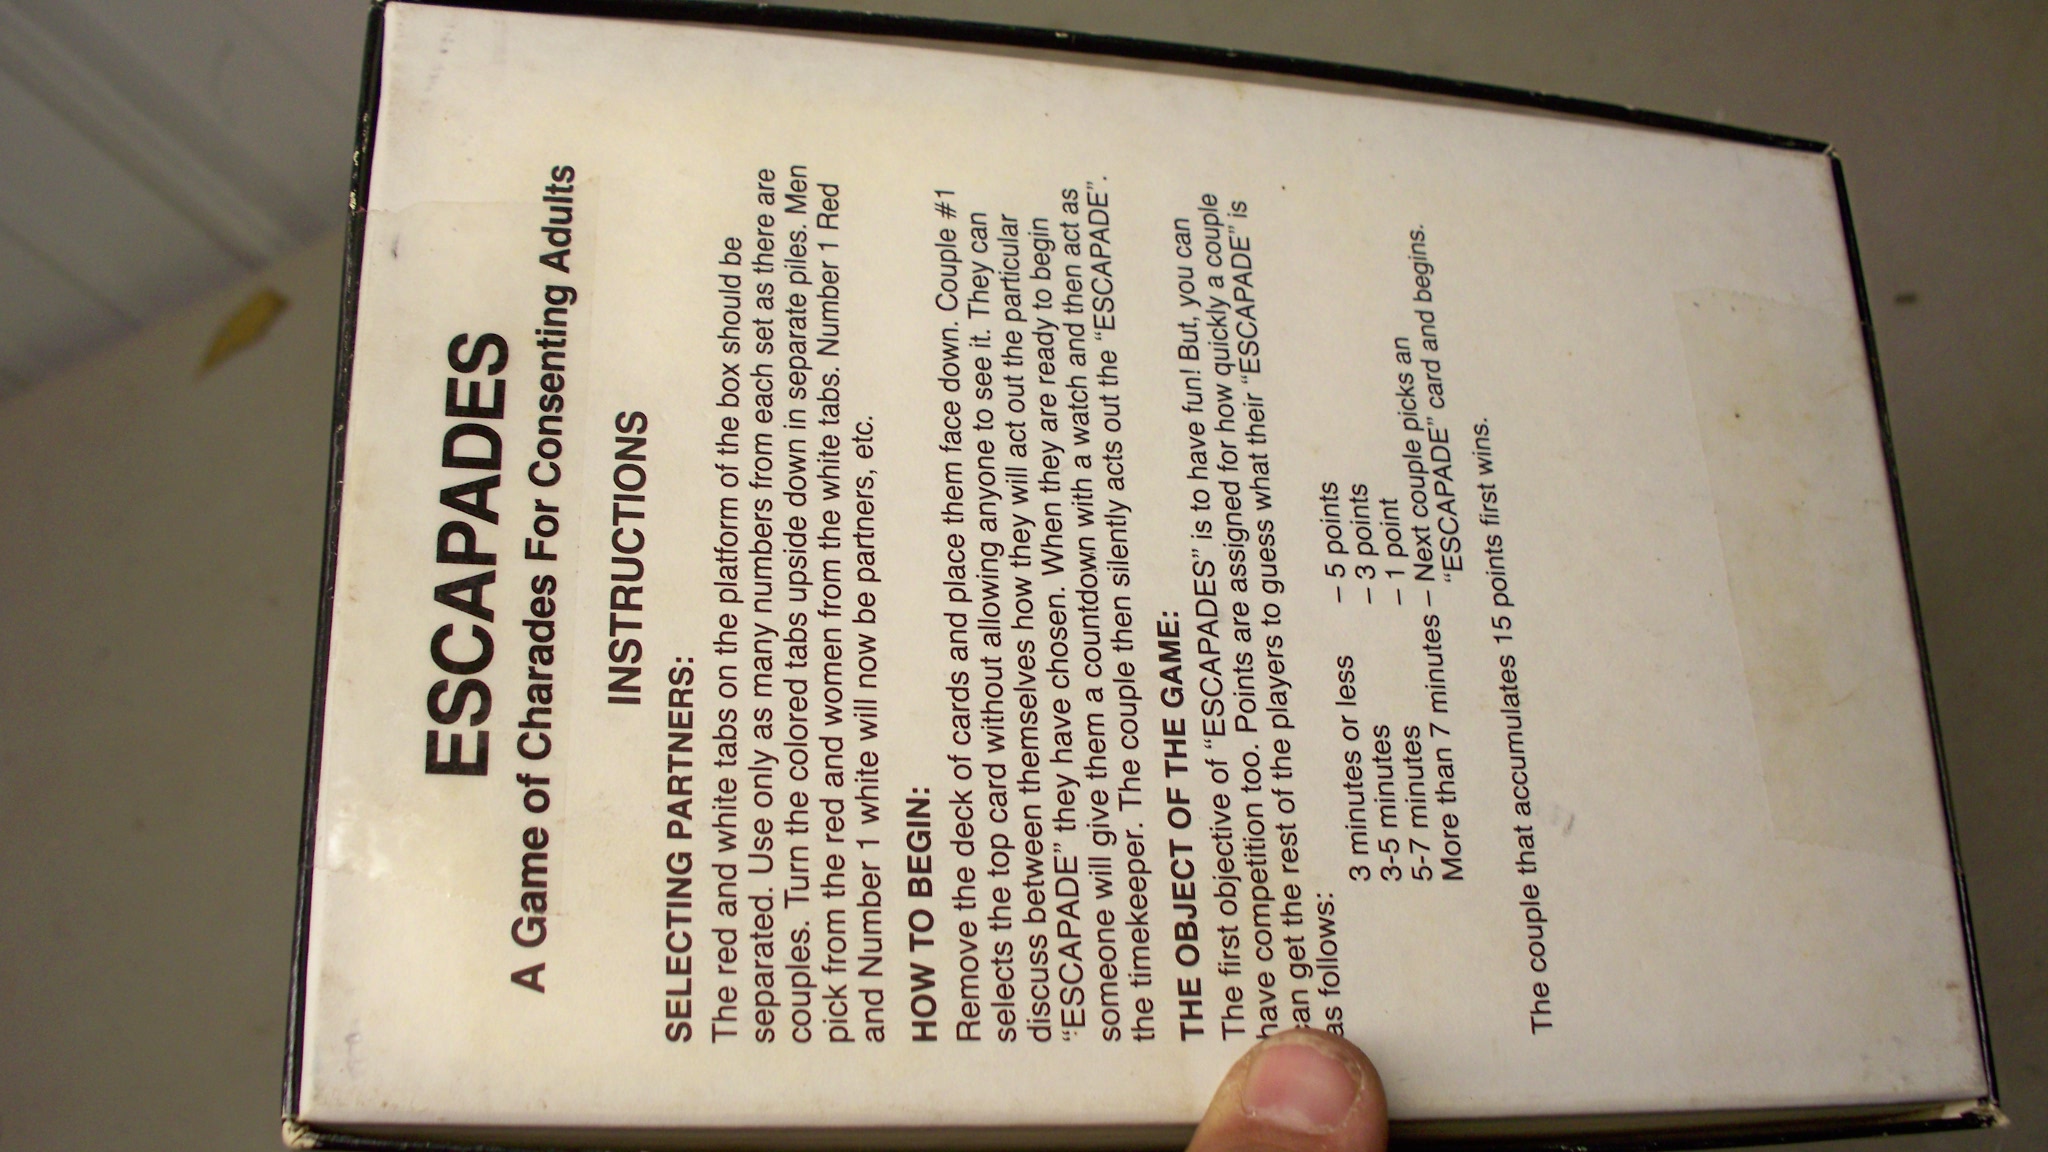 ESCAPADES
A Game of Charades For Consenting Adults
INSTRUCTIONS
SELECTING PARTNERS:
The red and white tabs on the platform of the box should be
separated. Use only as many numbers from each set as there are
couples. Turn the colored tabs upside down in separate piles. Men
pick from the red and women from the white tabs. Number 1 Red
and Number 1 white will now be partners, etc.
HOW TO BEGIN:
Remove the deck of cards and place them face down. Couple #1
selects the top card without allowing anyone to see it. They can
discuss between themselves how they will act out the particular
"ESCAPADE" they have chosen. When they are ready to begin
someone will give them a countdown with a watch and then act as
the timekeeper. The couple then silently acts out the "ESCAPADE".
THE OBJECT OF THE GAME:
The first objective of "ESCAPADES" is to have fun! But, you can
have competition too. Points are assigned for how quickly a couple
can get the rest of the players to guess what their "ESCAPADE" is
as follows:
3 minutes or less – 5 points
3-5 minutes – 3 points
5-7 minutes – 1 point
More than 7 minutes – Next couple picks an
"ESCAPADE" card and begins.
The couple that accumulates 15 points first wins.